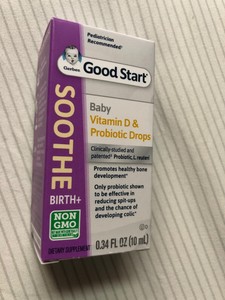 Pediatrician
Recommended†
Gerber
Good Start®
SOOTHE
BIRTH+
Baby
Vitamin D &
Probiotic Drops
Clinically-studied and
patented† Probiotic, L. reuteri
Promotes healthy bone
development*
Only probiotic shown
to be effective in
reducing spit-ups
and the chance of
developing colic*
NON
GMO
DIETARY SUPPLEMENT
0.34 FL OZ (10 mL)